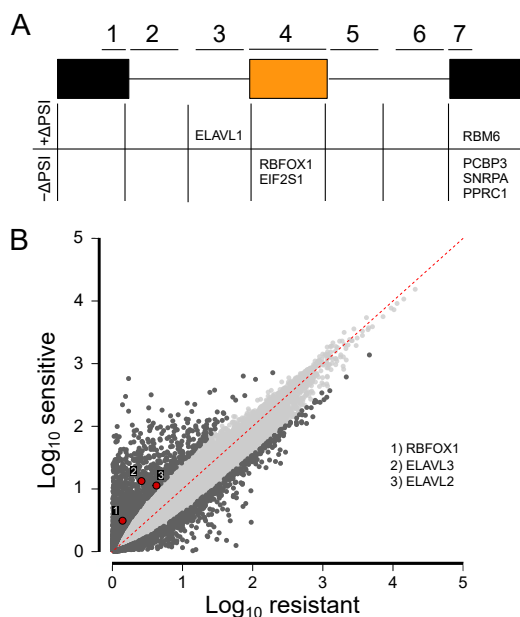 A
1 2 3 4 5 6 7
+ΔPSI
ELAVL1
RBM6
−ΔPSI
RBFOX1
EIF2S1
PCBP3
SNRPA
PPRC1
B
5
4
3
2
1
0
Log10 sensitive
1
2
3
1) RBFOX1
2) ELAVL3
3) ELAVL2
0 1 2 3 4 5
Log10 resistant